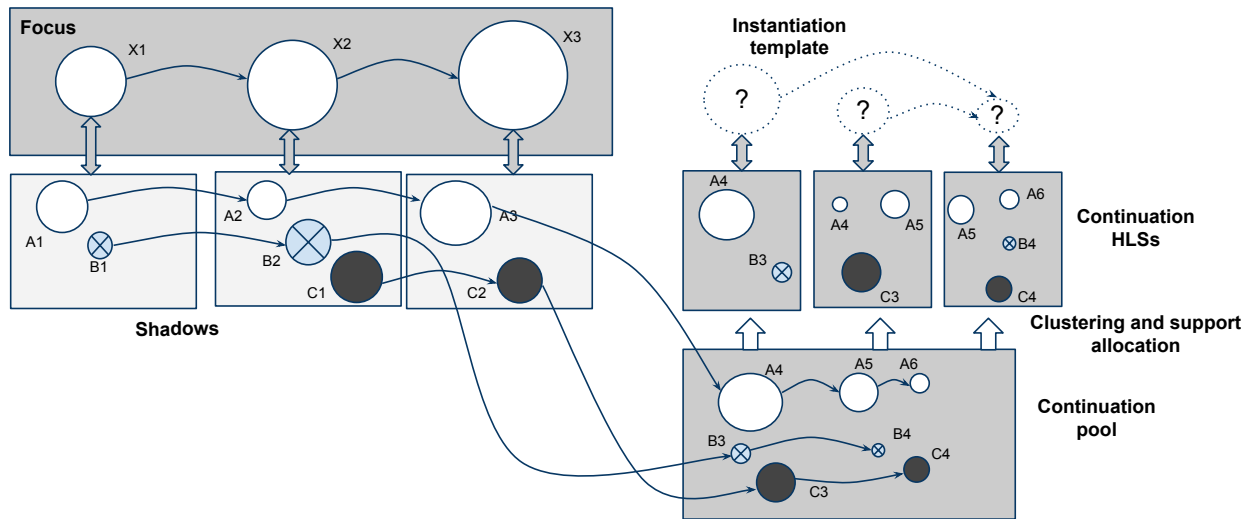 Focus
X1
X2
X3
Instantiation
template
?
?
?
A1
B1
A2
B2
C1
A3
C2
Shadows
A4
B3
A4
A5
C3
A5
A6
B4
C4
Continuation
HLSs
Clustering and support
allocation
A4
A5
A6
B3
B4
C3
C4
Continuation
pool